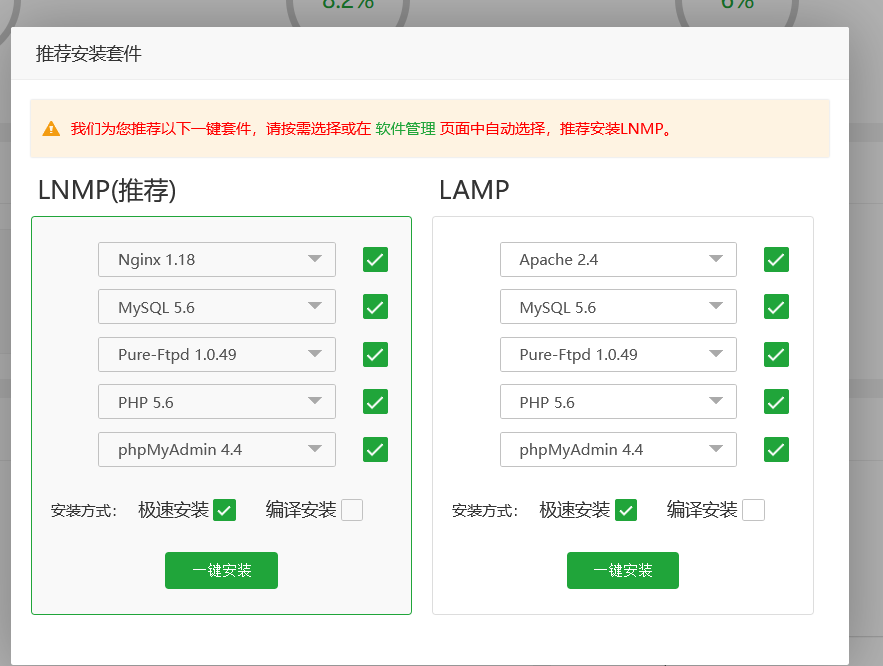 8.2%
6%
推荐安装套件
我们为您推荐以下一键套件，请按需选择或在 软件管理 页面中自动选择，推荐安装LNMP。
LNMP(推荐)
Nginx 1.18
MySQL 5.6
Pure-Ftpd 1.0.49
PHP 5.6
phpMyAdmin 4.4
安装方式： 极速安装 编译安装
一键安装
LAMP
Apache 2.4
MySQL 5.6
Pure-Ftpd 1.0.49
PHP 5.6
phpMyAdmin 4.4
安装方式： 极速安装 编译安装
一键安装